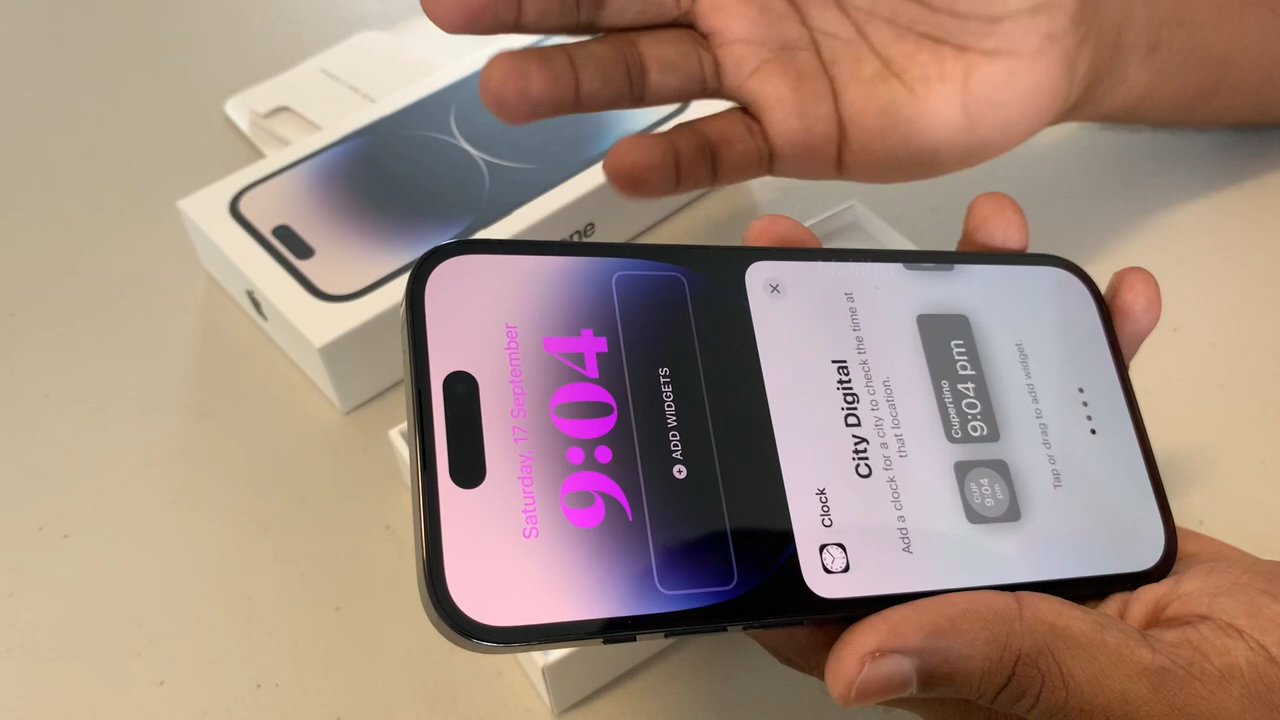 Saturday, 17 September
9:04
ADD WIDGETS
Clock
City Digital
Add a clock for a city to check the time at
that location.
CUP
9:04
pm
Cupertino
9:04 pm
Tap or drag to add widget.